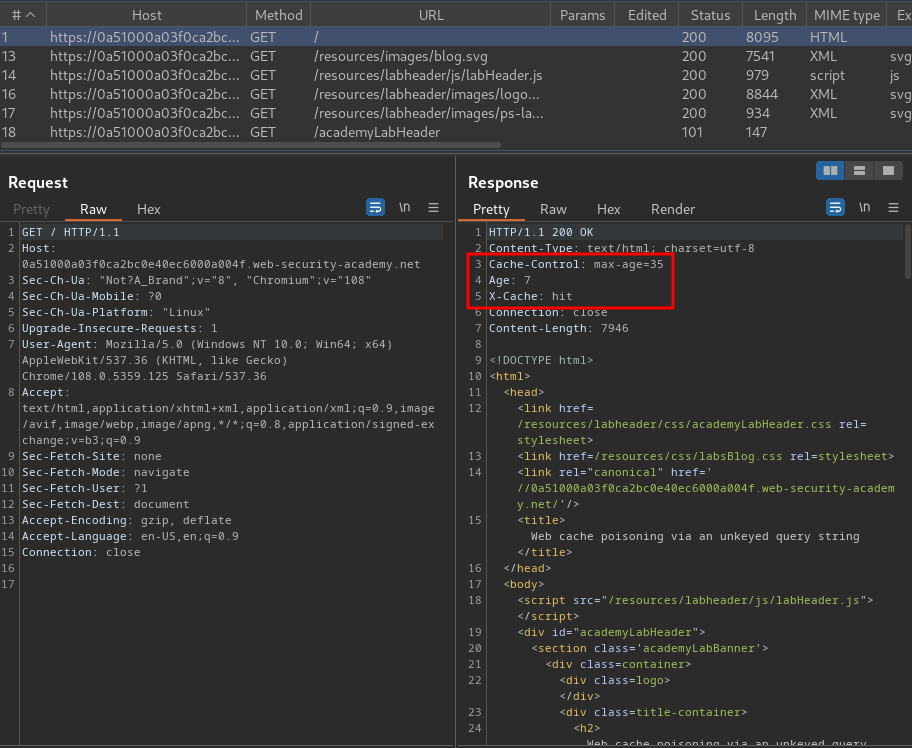 # Host Method URL Params Edited Status Length MIME type Ex
1 https://0a51000a03f0ca2bc... GET / 200 8095 HTML
13 https://0a51000a03f0ca2bc... GET /resources/images/blog.svg 200 7541 XML svg
14 https://0a51000a03f0ca2bc... GET /resources/labheader/js/labHeader.js 200 979 script js
16 https://0a51000a03f0ca2bc... GET /resources/labheader/images/logo... 200 8844 XML svg
17 https://0a51000a03f0ca2bc... GET /resources/labheader/images/ps-la... 200 934 XML svg
18 https://0a51000a03f0ca2bc... GET /academyLabHeader 101 147
Request
Pretty Raw Hex \n
1 GET / HTTP/1.1
2 Host:
0a51000a03f0ca2bc0e40ec6000a004f.web-security-academy.net
3 Sec-Ch-Ua: "Not?A_Brand";v="8", "Chromium";v="108"
4 Sec-Ch-Ua-Mobile: ?0
5 Sec-Ch-Ua-Platform: "Linux"
6 Upgrade-Insecure-Requests: 1
7 User-Agent: Mozilla/5.0 (Windows NT 10.0; Win64; x64)
AppleWebKit/537.36 (KHTML, like Gecko)
Chrome/108.0.5359.125 Safari/537.36
8 Accept:
text/html,application/xhtml+xml,application/xml;q=0.9,image
/avif,image/webp,image/apng,*/*;q=0.8,application/signed-ex
change;v=b3;q=0.9
9 Sec-Fetch-Site: none
10 Sec-Fetch-Mode: navigate
11 Sec-Fetch-User: ?1
12 Sec-Fetch-Dest: document
13 Accept-Encoding: gzip, deflate
14 Accept-Language: en-US,en;q=0.9
15 Connection: close
16
17
Response
Pretty Raw Hex Render \n
1 HTTP/1.1 200 OK
2 Content-Type: text/html; charset=utf-8
3 Cache-Control: max-age=35
4 Age: 7
5 X-Cache: hit
6 Connection: close
7 Content-Length: 7946
8
9 <!DOCTYPE html>
10 <html>
11 <head>
12 <link href=
/resources/labheader/css/academyLabHeader.css rel=
stylesheet>
13 <link href=/resources/css/labsBlog.css rel=stylesheet>
14 <link rel="canonical" href='
//0a51000a03f0ca2bc0e40ec6000a004f.web-security-academ
y.net/'/>
15 <title>
Web cache poisoning via an unkeyed query string
</title>
16 </head>
17 <body>
18 <script src="/resources/labheader/js/labHeader.js">
</script>
19 <div id="academyLabHeader">
20 <section class='academyLabBanner'>
21 <div class=container>
22 <div class=logo>
</div>
23 <div class=title-container>
24 <h2>
Web cache poisoning via an unkeyed query